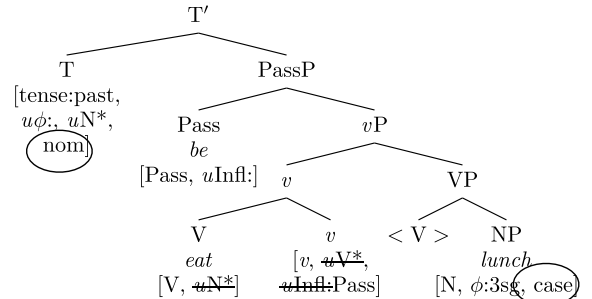 T′
T PassP
[tense:past,
uϕ:, uN*,
nom]
Pass vP
be
[Pass, uInfl:] v VP
V v < V > NP
eat [v, uV*, lunch
[V, uN*] uInfl:Pass] [N, ϕ:3sg, case]